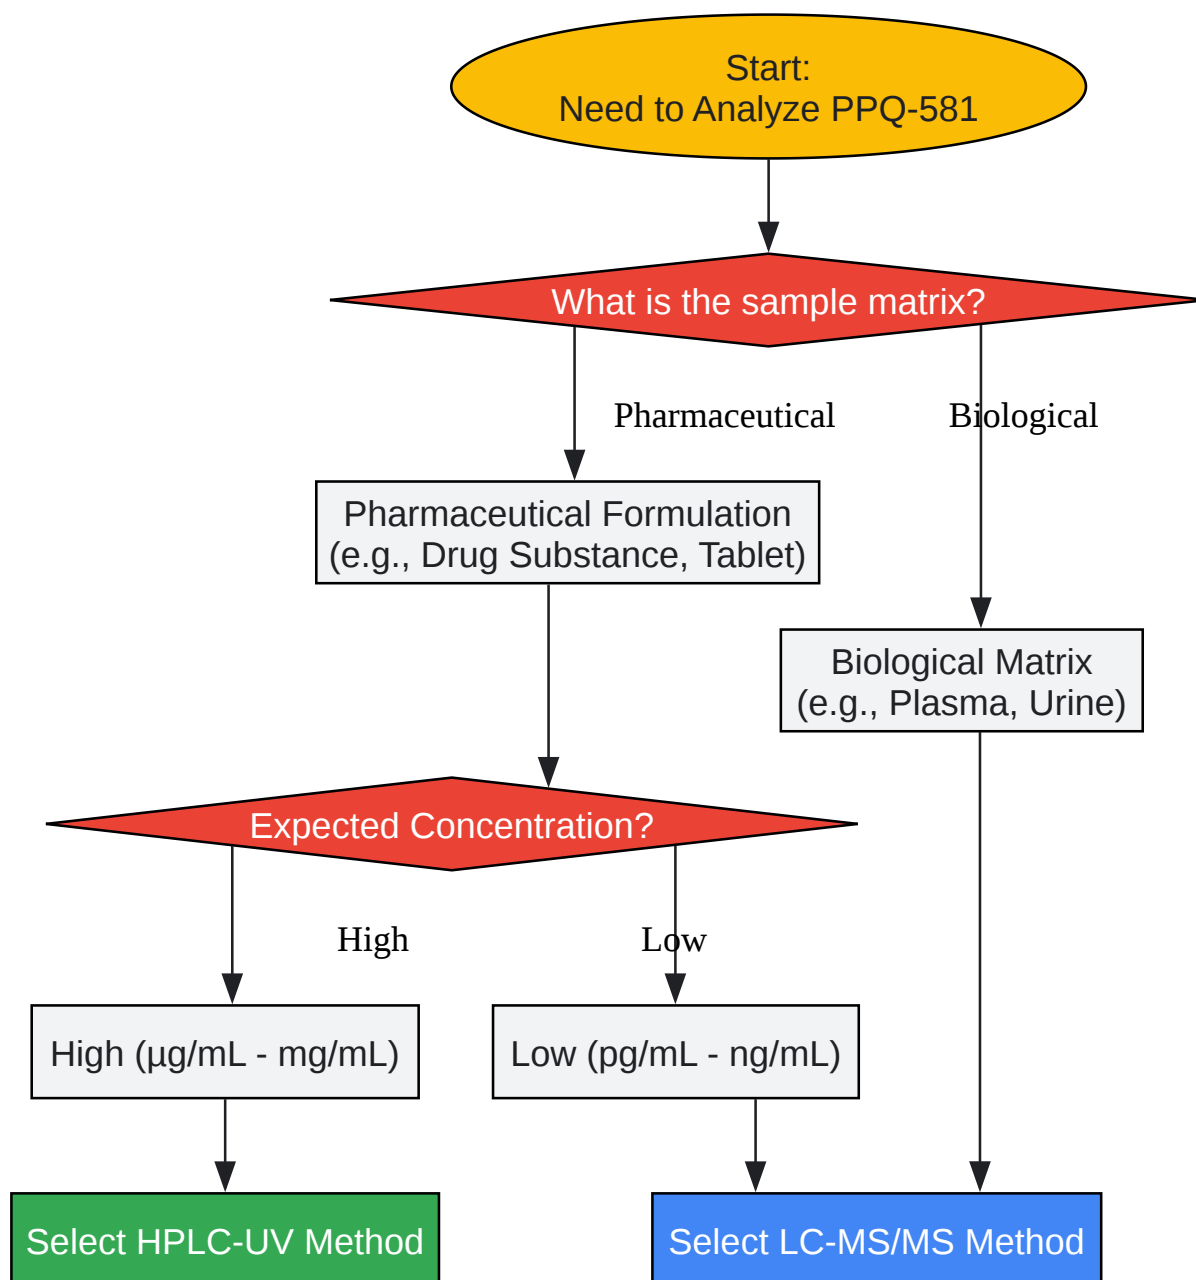 Start:
Need to Analyze PPQ-581
What is the sample matrix?
Pharmaceutical
Biological
Pharmaceutical Formulation
(e.g., Drug Substance, Tablet)
Biological Matrix
(e.g., Plasma, Urine)
Expected Concentration?
High
Low
High (µg/mL - mg/mL)
Low (pg/mL - ng/mL)
Select HPLC-UV Method
Select LC-MS/MS Method